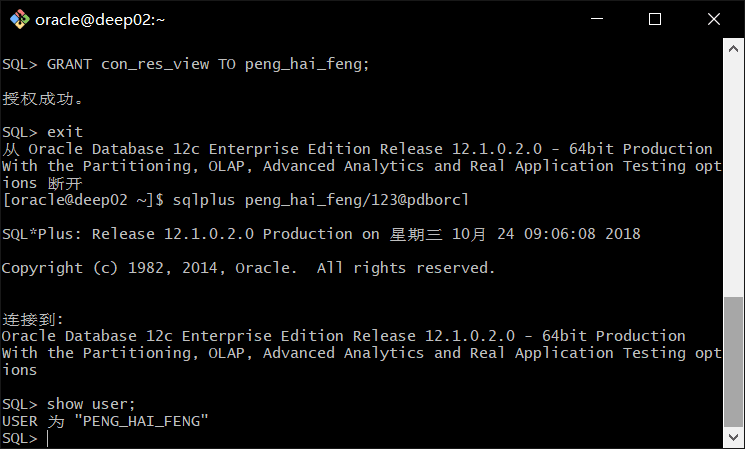 oracle@deep02:~
SQL> GRANT con_res_view TO peng_hai_feng;
授权成功。
SQL> exit
从 Oracle Database 12c Enterprise Edition Release 12.1.0.2.0 - 64bit Production
With the Partitioning, OLAP, Advanced Analytics and Real Application Testing opt
ions 断开
[oracle@deep02 ~]$ sqlplus peng_hai_feng/123@pdborcl
SQL*Plus: Release 12.1.0.2.0 Production on 星期三 10月 24 09:06:08 2018
Copyright (c) 1982, 2014, Oracle.  All rights reserved.
连接到:
Oracle Database 12c Enterprise Edition Release 12.1.0.2.0 - 64bit Production
With the Partitioning, OLAP, Advanced Analytics and Real Application Testing opt
ions
SQL> show user;
USER 为 "PENG_HAI_FENG"
SQL>